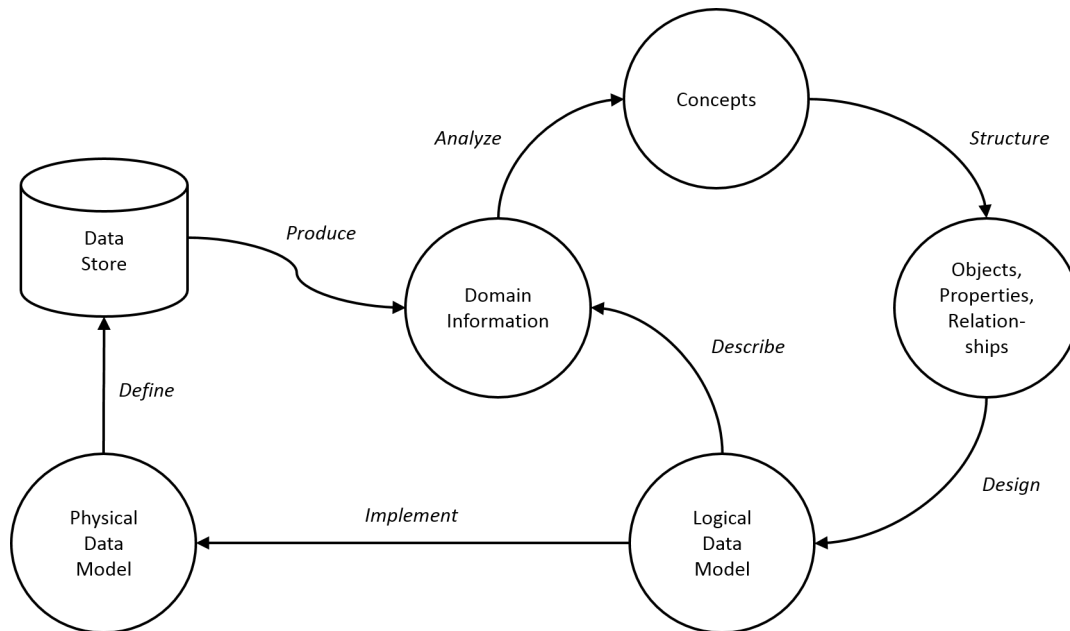 Concepts
Analyze
Structure
Data
Store
Produce
Domain
Information
Objects,
Properties,
Relation-
ships
Describe
Define
Design
Implement
Physical
Data
Model
Logical
Data
Model